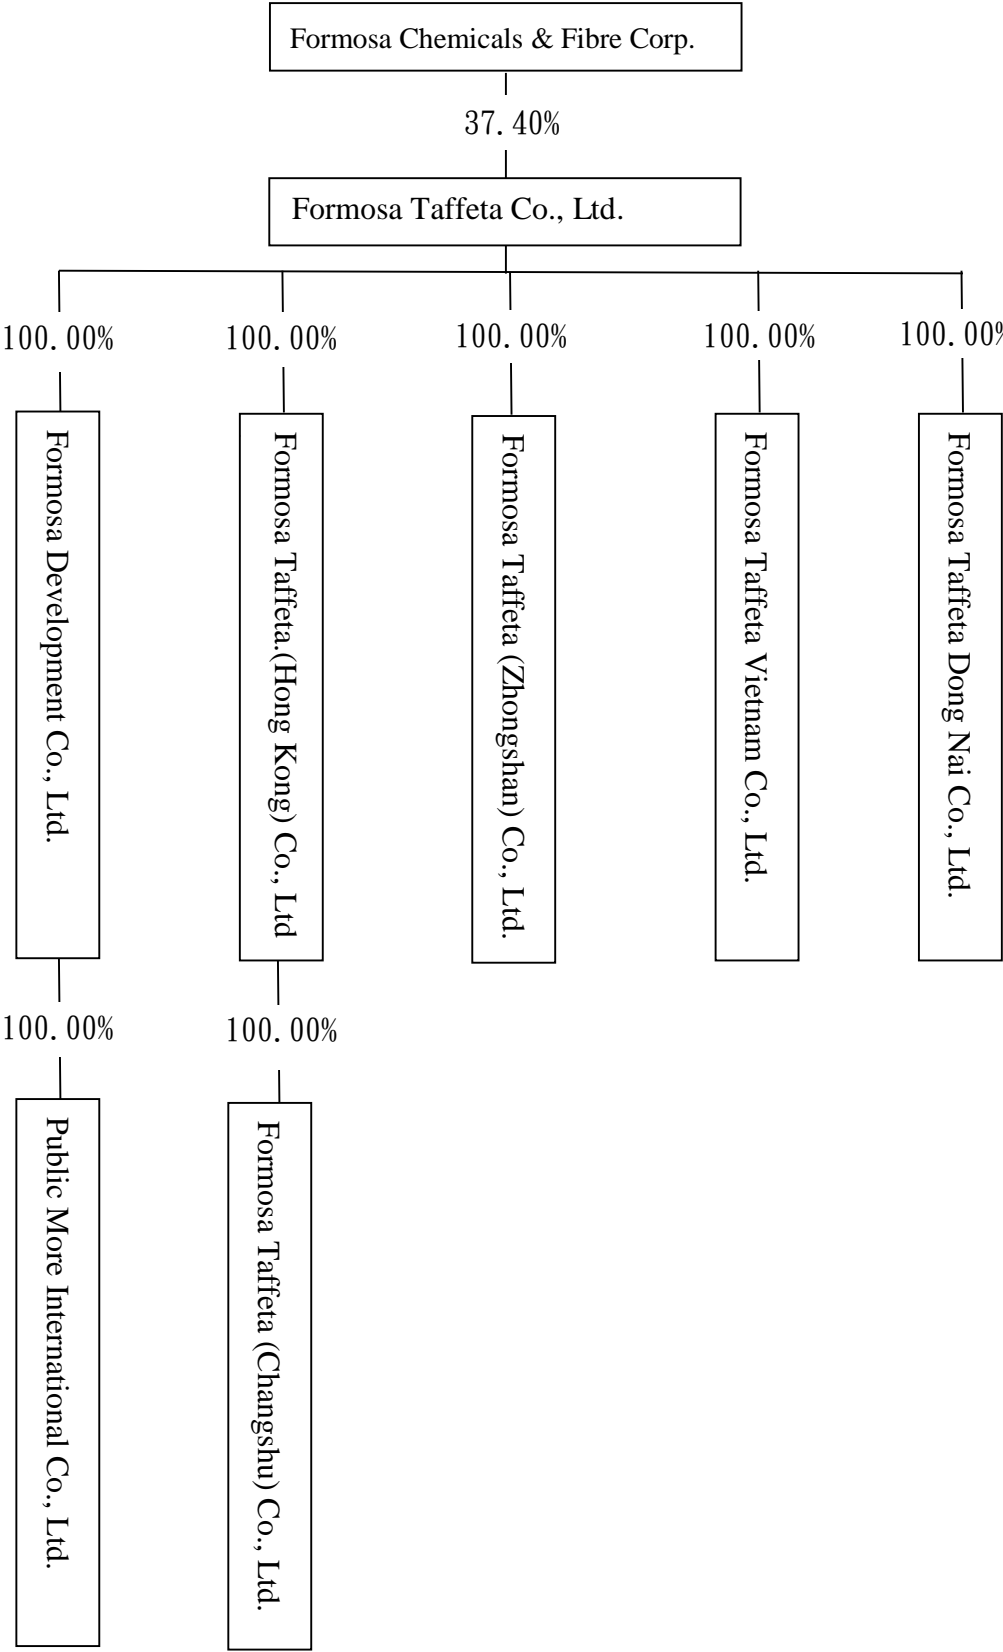 Formosa Chemicals & Fibre Corp.
37.40%
Formosa Taffeta Co., Ltd.
100.00%
100.00%
100.00%
100.00%
100.00%
Formosa Development Co., Ltd.
Formosa Taffeta.(Hong Kong) Co., Ltd
Formosa Taffeta (Zhongshan) Co., Ltd.
Formosa Taffeta Vietnam Co., Ltd.
Formosa Taffeta Dong Nai Co., Ltd.
100.00%
100.00%
Public More International Co., Ltd.
Formosa Taffeta (Changshu) Co., Ltd.